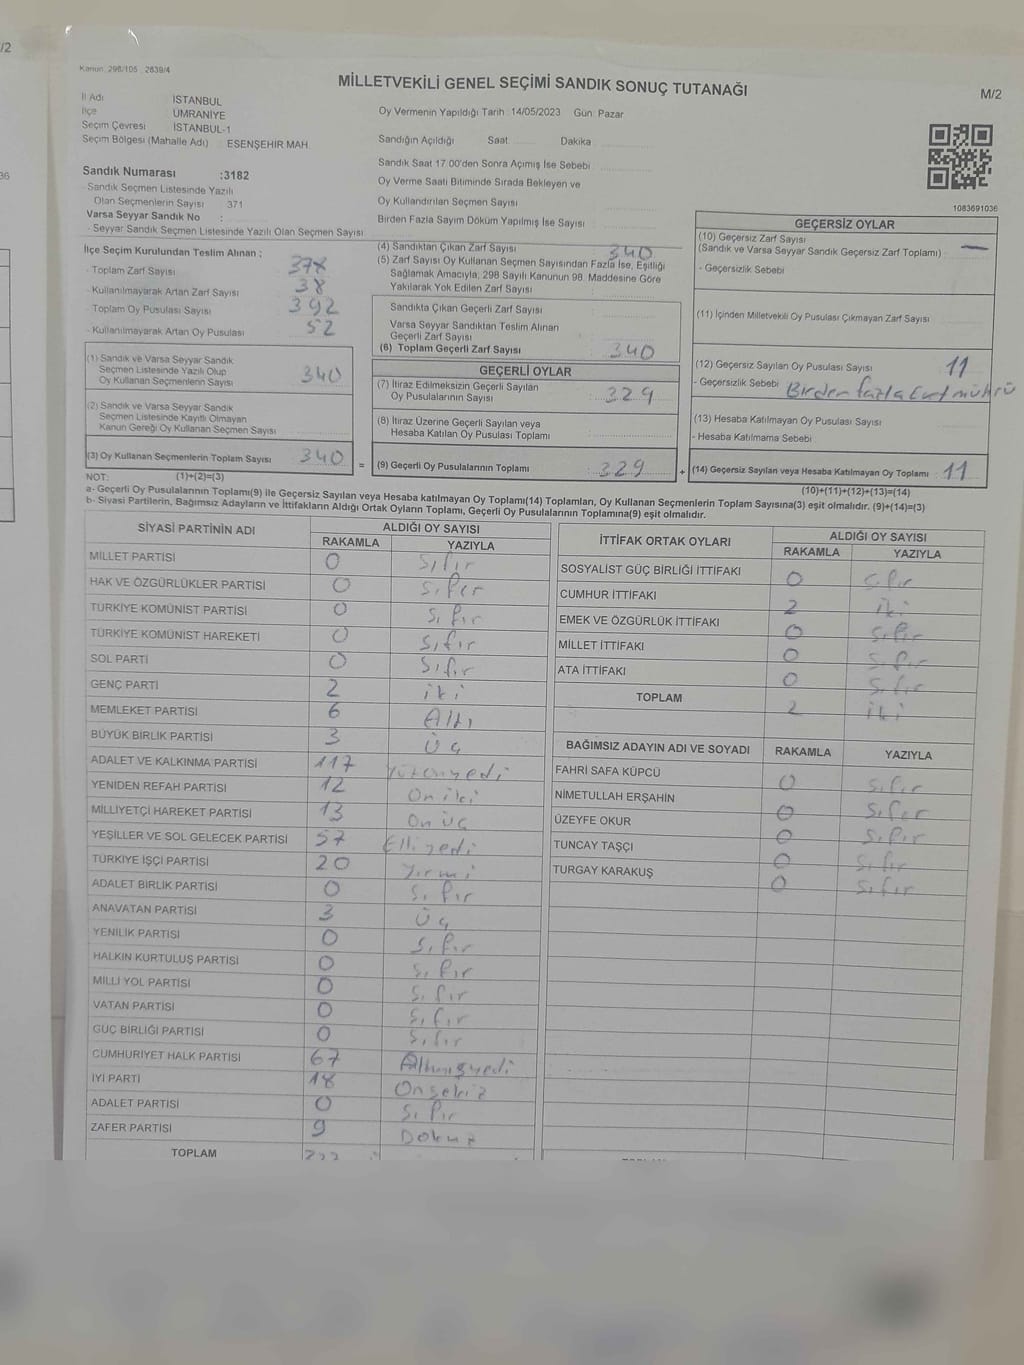 /2
36
Kanun: 298/105 , 2839/4
MİLLETVEKİLİ GENEL SEÇİMİ SANDIK SONUÇ TUTANAĞI
M/2
İl Adı İSTANBUL
İlçe ÜMRANİYE
Seçim Çevresi İSTANBUL-1
Seçim Bölgesi (Mahalle Adı) ESENŞEHİR MAH.
Oy Vermenin Yapıldığı Tarih :14/05/2023 Gün: Pazar
Sandığın Açıldığı Saat Dakika
Sandık Saat 17.00'den Sonra Açımış İse Sebebi
Oy Verme Saati Bitiminde Sırada Bekleyen ve
Oy Kullandırılan Seçmen Sayısı
Birden Fazla Sayım Döküm Yapılmış İse Sayısı
1083691036
Sandık Numarası :3182
- Sandık Seçmen Listesinde Yazılı
Olan Seçmenlerin Sayısı 371
Varsa Seyyar Sandık No :
- Seyyar Sandık Seçmen Listesinde Yazılı Olan Seçmen Sayısı
İlçe Seçim Kurulundan Teslim Alınan :
- Toplam Zarf Sayısı 378
- Kullanılmayarak Artan Zarf Sayısı 38
- Toplam Oy Pusulası Sayısı 392
- Kullanılmayarak Artan Oy Pusulası 52
(1) Sandık ve Varsa Seyyar Sandık
Seçmen Listesinde Yazılı Olup
Oy Kullanan Seçmenlerin Sayısı 340
(2) Sandık ve Varsa Seyyar Sandık
Seçmen Listesinde Kayıtlı Olmayan
Kanun Gereği Oy Kullanan Seçmen Sayısı
(3) Oy Kullanan Seçmenlerin Toplam Sayısı 340 =
(4) Sandıktan Çıkan Zarf Sayısı 340
(5) Zarf Sayısı Oy Kullanan Seçmen Sayısından Fazla İse, Eşitliği
Sağlamak Amacıyla, 298 Sayılı Kanunun 98. Maddesine Göre
Yakılarak Yok Edilen Zarf Sayısı
Sandıkta Çıkan Geçerli Zarf Sayısı
Varsa Seyyar Sandıktan Teslim Alınan
Geçerli Zarf Sayısı
(6) Toplam Geçerli Zarf Sayısı 340
GEÇERLİ OYLAR
(7) İtiraz Edilmeksizin Geçerli Sayılan
Oy Pusulalarının Sayısı 329
(8) İtiraz Üzerine Geçerli Sayılan veya
Hesaba Katılan Oy Pusulası Toplamı
(9) Geçerli Oy Pusulalarının Toplamı 329 +
GEÇERSİZ OYLAR
(10) Geçersiz Zarf Sayısı
(Sandık ve Varsa Seyyar Sandık Geçersiz Zarf Toplamı) : —
- Geçersizlik Sebebi
(11) İçinden Milletvekili Oy Pusulası Çıkmayan Zarf Sayısı
(12) Geçersiz Sayılan Oy Pusulası Sayısı 11
- Geçersizlik Sebebi Birden fazla Evet mührü
(13) Hesaba Katılmayan Oy Pusulası Sayısı
- Hesaba Katılmama Sebebi
(14) Geçersiz Sayılan veya Hesaba Katılmayan Oy Toplamı 11
NOT: (1)+(2)=(3) (10)+(11)+(12)+(13)=(14)
a- Geçerli Oy Pusulalarının Toplamı(9) ile Geçersiz Sayılan veya Hesaba katılmayan Oy Toplamı(14) Toplamları, Oy Kullanan Seçmenlerin Toplam Sayısına(3) eşit olmalıdır. (9)+(14)=(3)
b- Siyasi Partilerin, Bağımsız Adayların ve İttifakların Aldığı Ortak Oyların Toplamı, Geçerli Oy Pusulalarının Toplamına(9) eşit olmalıdır.
SİYASİ PARTİNİN ADI ALDIĞI OY SAYISI
RAKAMLA YAZIYLA
MİLLET PARTİSİ 0 Sıfır
HAK VE ÖZGÜRLÜKLER PARTİSİ 0 Sıfır
TÜRKİYE KOMÜNİST PARTİSİ 0 Sıfır
TÜRKİYE KOMÜNİST HAREKETİ 0 Sıfır
SOL PARTİ 0 Sıfır
GENÇ PARTİ 2 iki
MEMLEKET PARTİSİ 6 Altı
BÜYÜK BİRLİK PARTİSİ 3 Üç
ADALET VE KALKINMA PARTİSİ 117 Yüzonyedi
YENİDEN REFAH PARTİSİ 12 On iki
MİLLİYETÇİ HAREKET PARTİSİ 13 On üç
YEŞİLLER VE SOL GELECEK PARTİSİ 57 Elli yedi
TÜRKİYE İŞÇİ PARTİSİ 20 Yirmi
ADALET BİRLİK PARTİSİ 0 Sıfır
ANAVATAN PARTİSİ 3 Üç
YENİLİK PARTİSİ 0 Sıfır
HALKIN KURTULUŞ PARTİSİ 0 Sıfır
MİLLİ YOL PARTİSİ 0 Sıfır
VATAN PARTİSİ 0 Sıfır
GÜÇ BİRLİĞİ PARTİSİ 0 Sıfır
CUMHURİYET HALK PARTİSİ 67 Altmışyedi
İYİ PARTİ 18 Onsekiz
ADALET PARTİSİ 0 Sıfır
ZAFER PARTİSİ 9 Dokuz
TOPLAM
İTTİFAK ORTAK OYLARI ALDIĞI OY SAYISI
RAKAMLA YAZIYLA
SOSYALİST GÜÇ BİRLİĞİ İTTİFAKI 0 Sıfır
CUMHUR İTTİFAKI 2 iki
EMEK VE ÖZGÜRLÜK İTTİFAKI 0 Sıfır
MİLLET İTTİFAKI 0 Sıfır
ATA İTTİFAKI 0 Sıfır
TOPLAM 2 iki
BAĞIMSIZ ADAYIN ADI VE SOYADI RAKAMLA YAZIYLA
FAHRİ SAFA KÜPCÜ 0 Sıfır
NİMETULLAH ERŞAHİN 0 Sıfır
ÜZEYFE OKUR 0 Sıfır
TUNCAY TAŞÇI 0 Sıfır
TURGAY KARAKUŞ 0 Sıfır